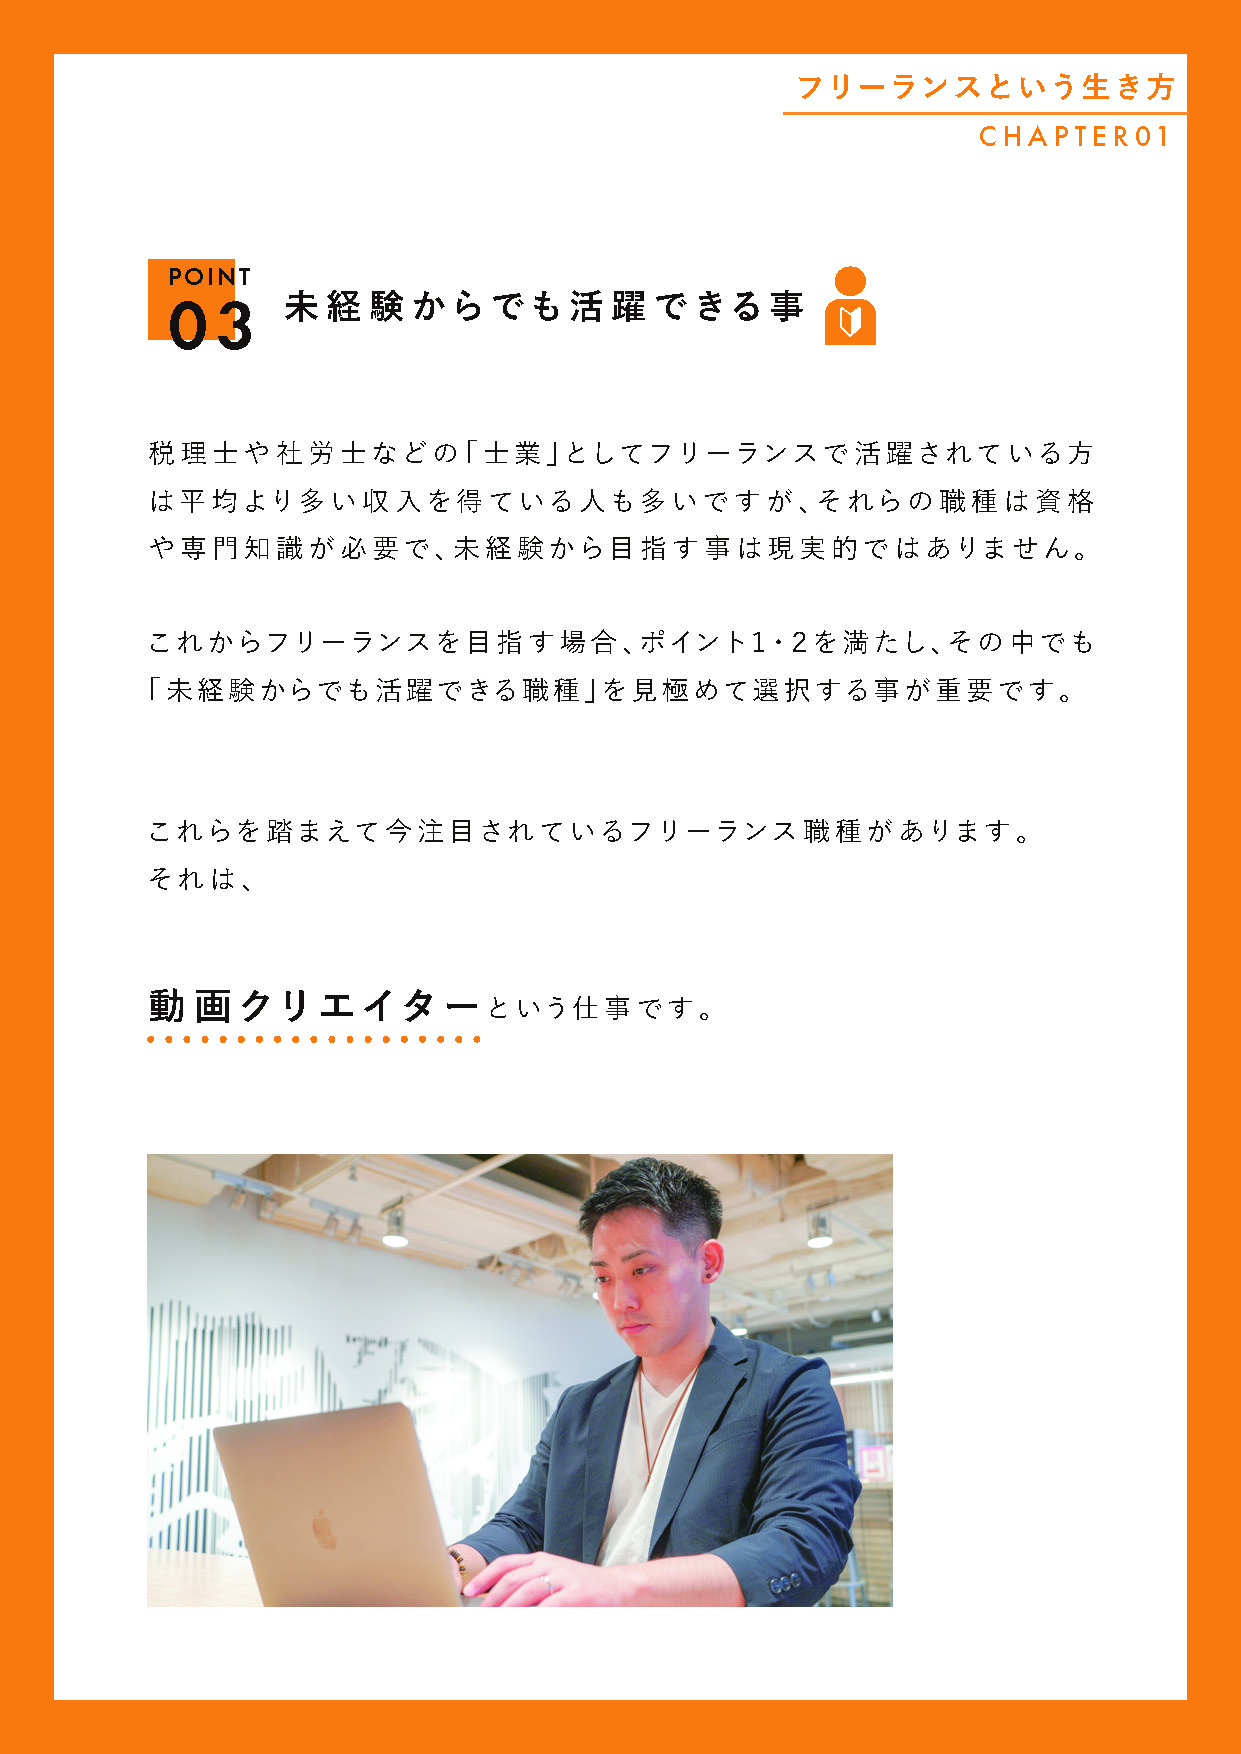 フリーランスという生き方
CHAPTER01
POINT
03
未経験からでも活躍できる事
税理士や社労士などの「士業」としてフリーランスで活躍されている方
は平均より多い収入を得ている人も多いですが、それらの職種は資格
や専門知識が必要で、未経験から目指す事は現実的ではありません。
これからフリーランスを目指す場合、ポイント1・2を満たし、その中でも
「未経験からでも活躍できる職種」を見極めて選択する事が重要です。
これらを踏まえて今注目されているフリーランス職種があります。
それは、
動画クリエイターという仕事です。